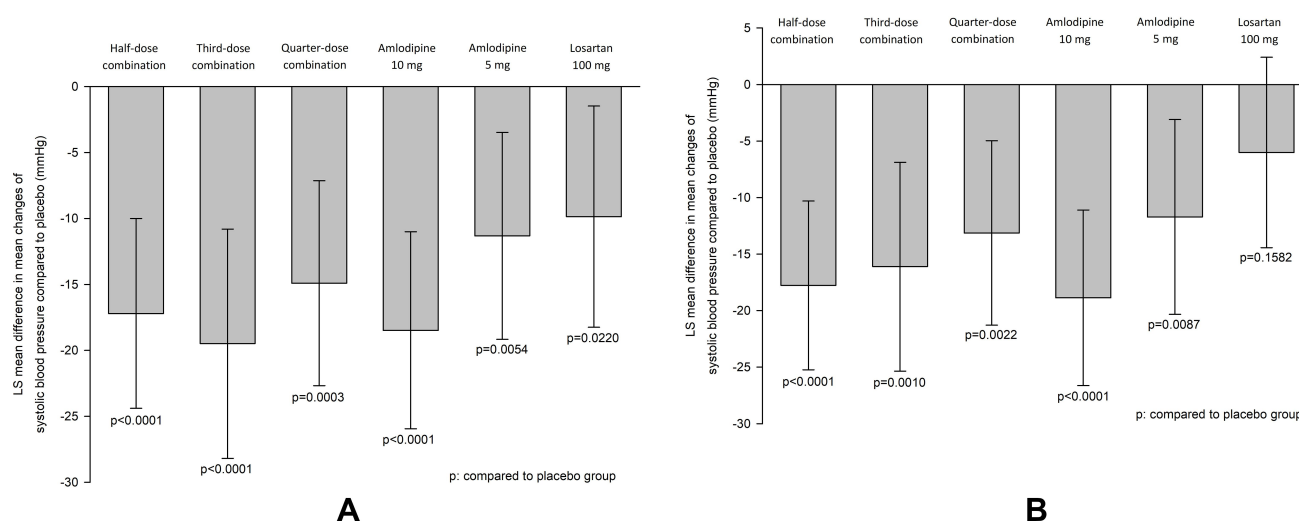 Half-dose
combination
Third-dose
combination
Quarter-dose
combination
Amlodipine
10 mg
Amlodipine
5 mg
Losartan
100 mg
0
-5
-10
-15
-20
-25
-30
LS mean difference in mean changes of
systolic blood pressure compared to placebo (mmHg)
p<0.0001
p<0.0001
p=0.0003
p<0.0001
p=0.0054
p=0.0220
p: compared to placebo group
A
Half-dose
combination
Third-dose
combination
Quarter-dose
combination
Amlodipine
10 mg
Amlodipine
5 mg
Losartan
100 mg
5
0
-5
-10
-15
-20
-25
-30
LS mean difference in mean changes of
systolic blood pressure compared to placebo (mmHg)
p<0.0001
p=0.0010
p=0.0022
p<0.0001
p=0.0087
p=0.1582
p: compared to placebo group
B